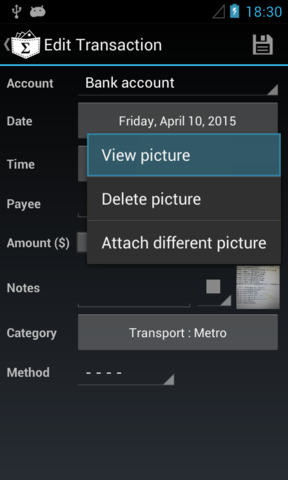 18:30
Σ Edit Transaction
Account Bank account
Date Friday, April 10, 2015
Time
View picture
Delete picture
Payee
Amount ($) Attach different picture
Notes
Category Transport : Metro
Method - - - -